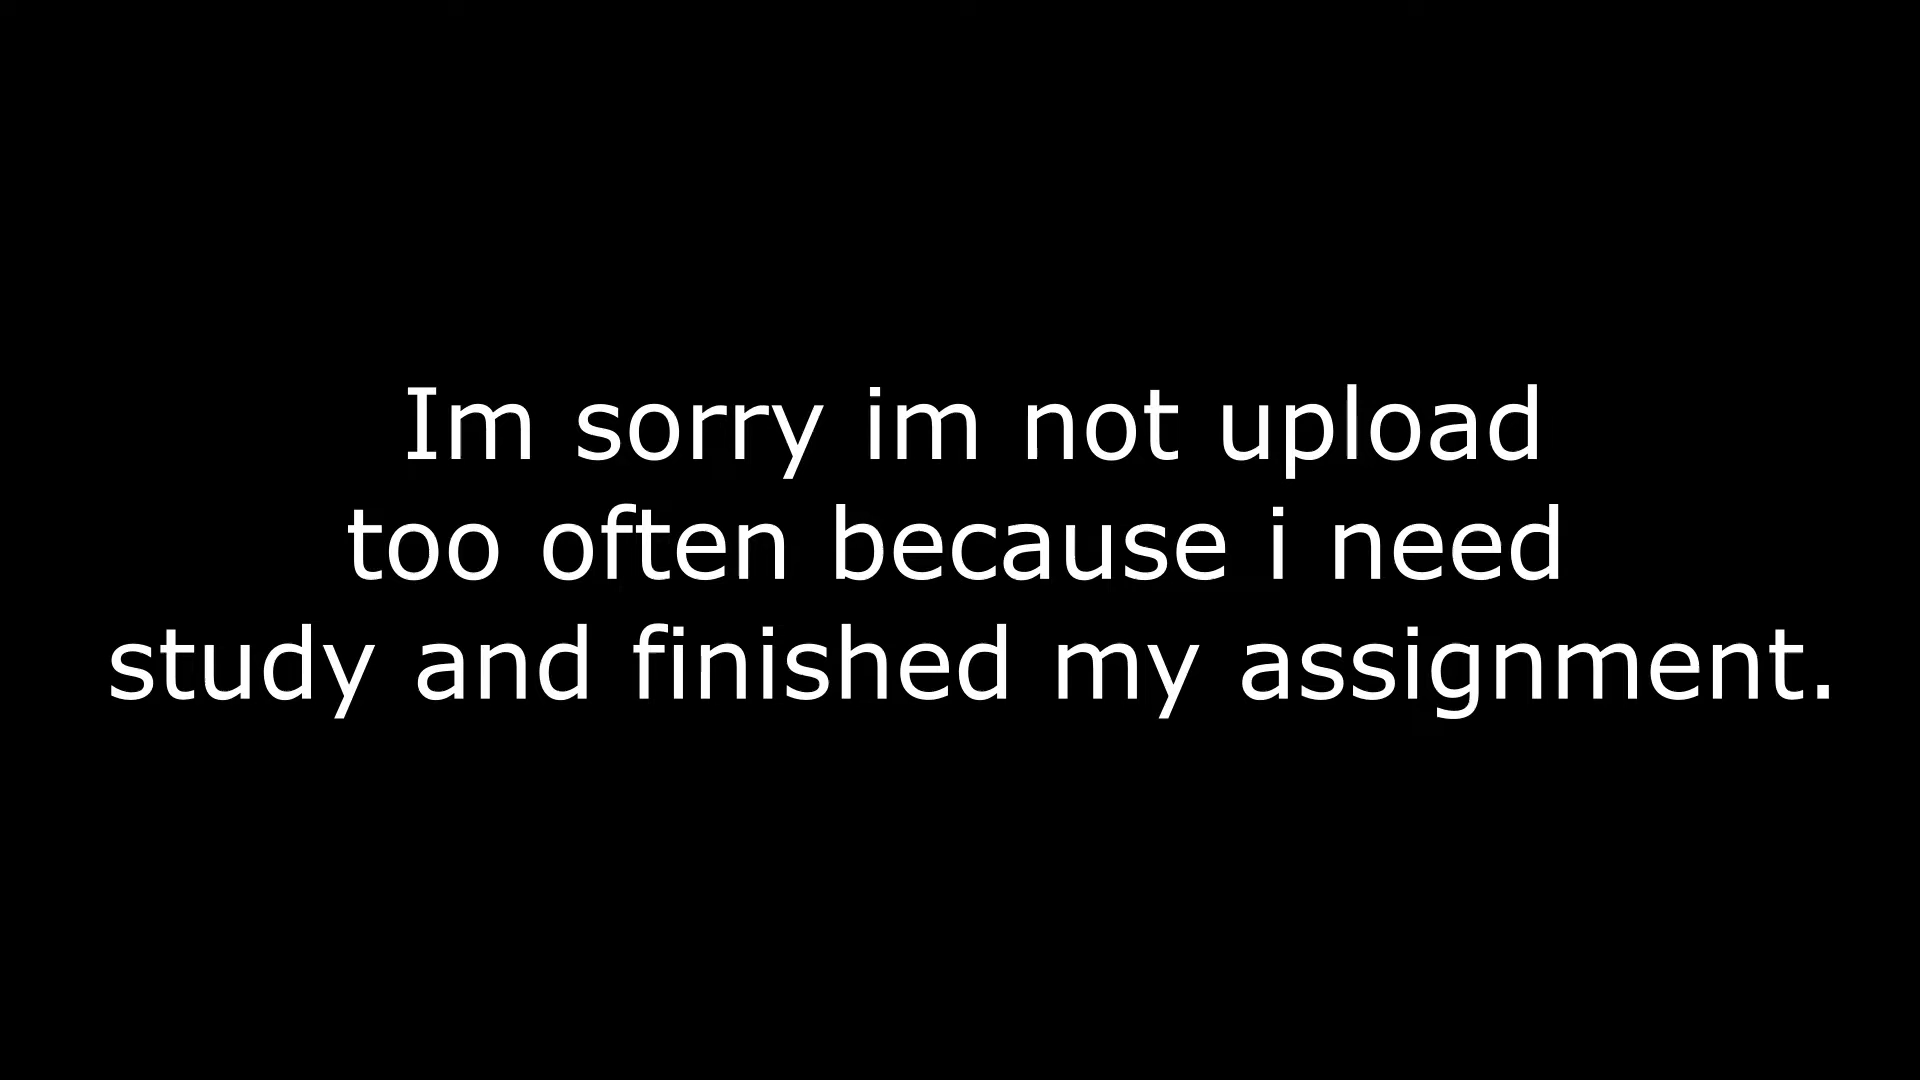 Im sorry im not upload
too often because i need
study and finished my assignment.